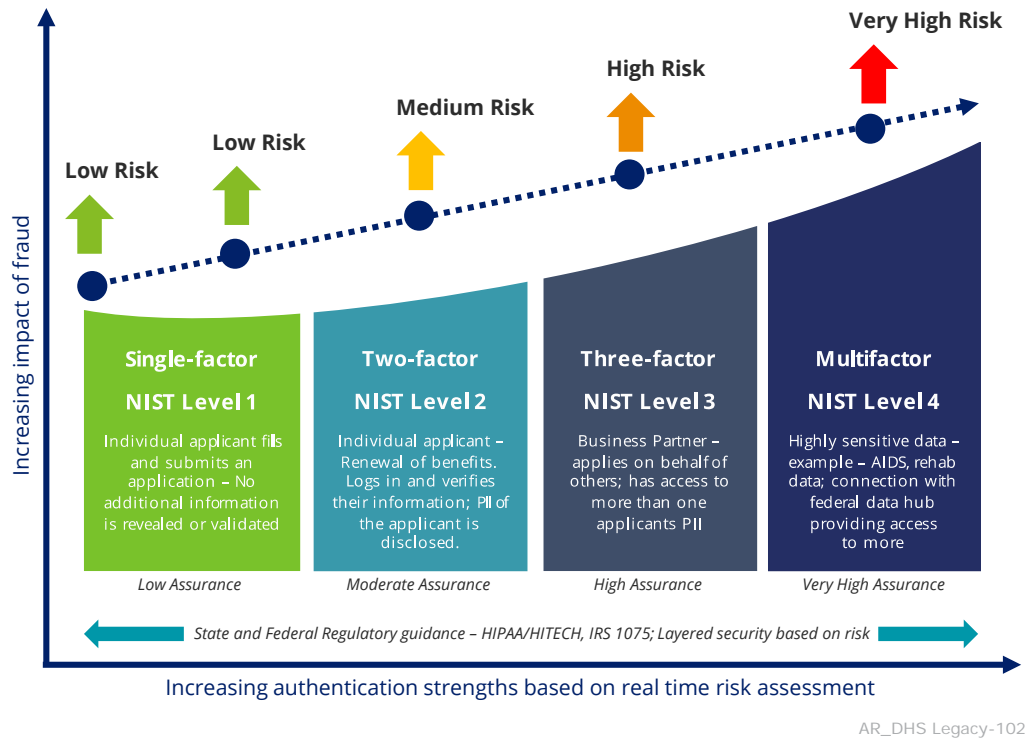 Very High Risk
High Risk
Medium Risk
Low Risk
Low Risk
Increasing impact of fraud
Single-factor
NIST Level 1
Individual applicant fills
and submits an
application – No
additional information
is revealed or validated
Low Assurance
Two-factor
NIST Level 2
Individual applicant –
Renewal of benefits.
Logs in and verifies
their information; PII of
the applicant is
disclosed.
Moderate Assurance
Three-factor
NIST Level 3
Business Partner –
applies on behalf of
others; has access to
more than one
applicants PII
High Assurance
Multifactor
NIST Level 4
Highly sensitive data –
example – AIDS, rehab
data; connection with
federal data hub
providing access
to more
Very High Assurance
State and Federal Regulatory guidance – HIPAA/HITECH, IRS 1075; Layered security based on risk
Increasing authentication strengths based on real time risk assessment
AR_DHS Legacy-102